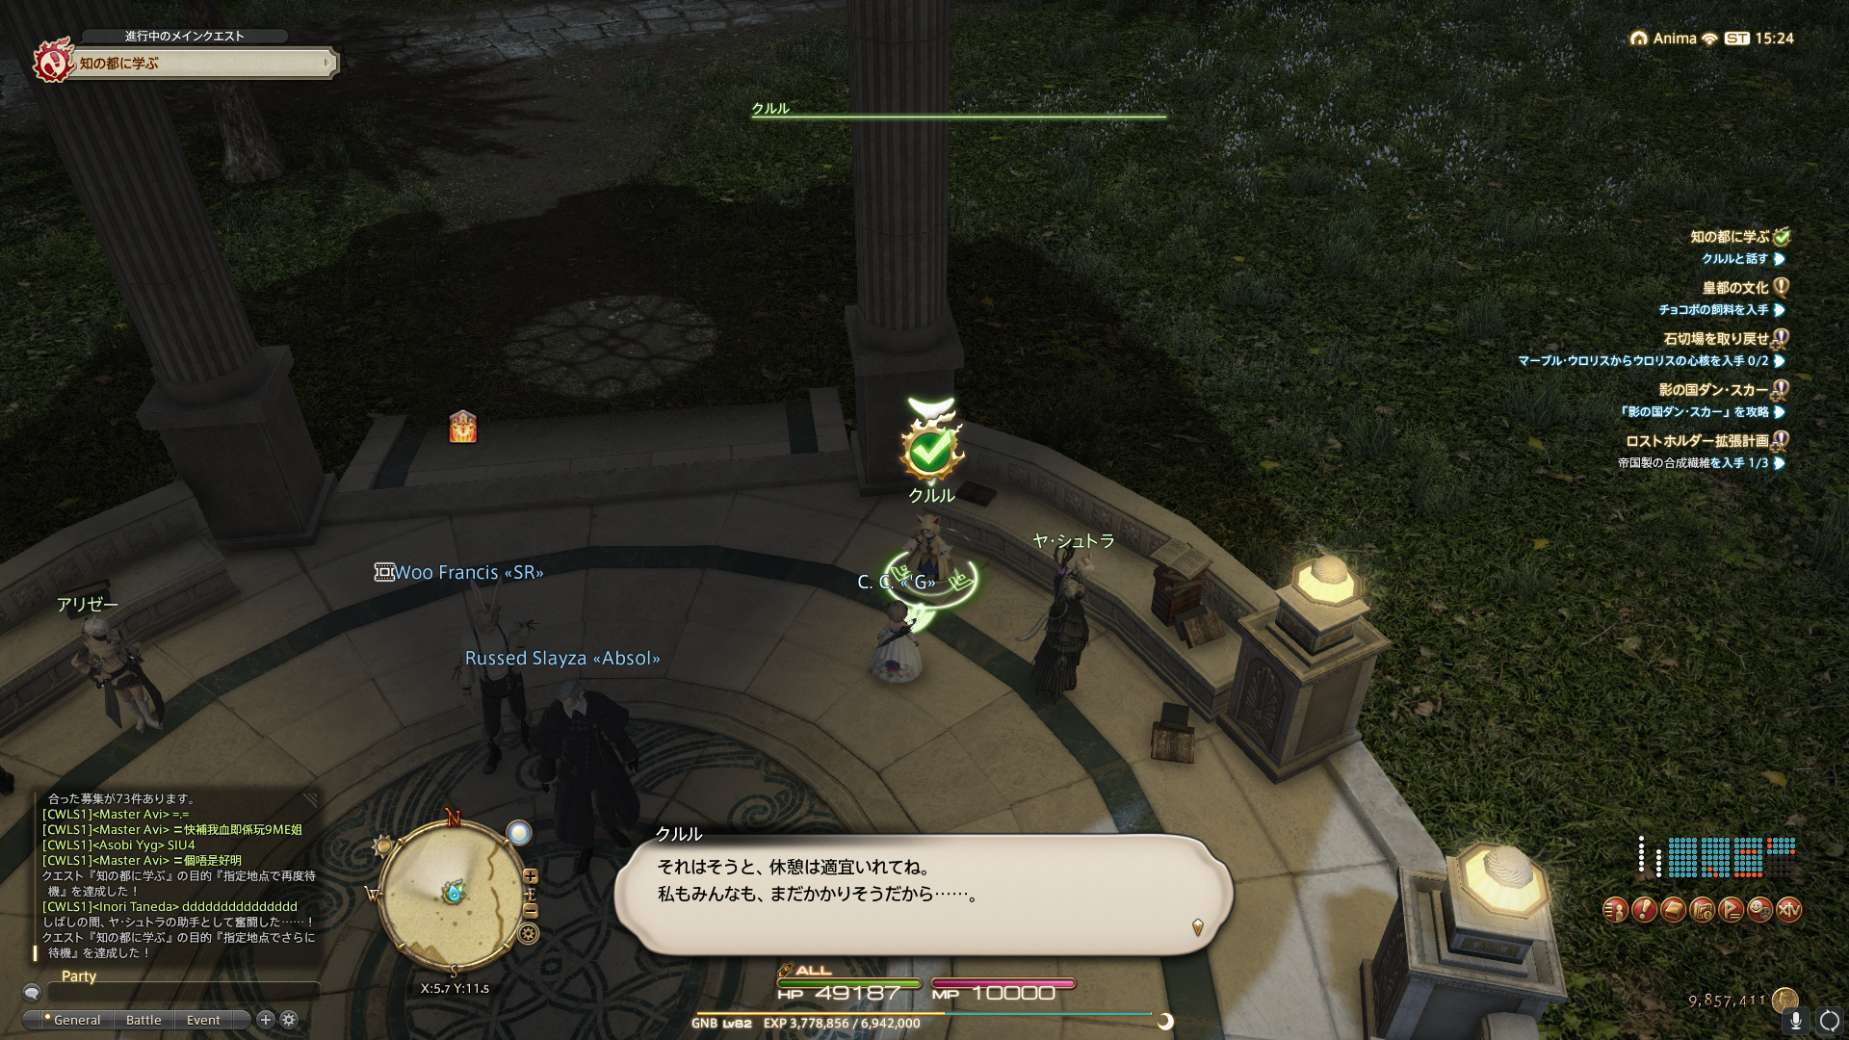 進行中のメインクエスト
知の都に学ぶ
Anima ST 15:24
クルル
知の都に学ぶ
クルルと話す
皇都の文化
チョコボの飼料を入手
石切場を取り戻せ
マーブル・ウロリスからウロリスの心核を入手 0/2
影の国ダン・スカー
「影の国ダン・スカー」を攻略
ロストホルダー拡張計画
帝国製の合成繊維を入手 1/3
クルル
ヤ・シュトラ
Woo Francis «SR»
C. C. «'G»
アリゼー
Russed Slayza «Absol»
合った募集が73件あります。
[CWLS1]<Master Avi> =.=
[CWLS1]<Master Avi> 〓快補我血即係玩9ME姐
[CWLS1]<Asobi Yyg> SIU4
[CWLS1]<Master Avi> 〓個唔是好明
クエスト『知の都に学ぶ』の目的『指定地点で再度待
機』を達成した！
[CWLS1]<Inori Taneda> ddddddddddddddd
しばしの間、ヤ・シュトラの助手として奮闘した……！
クエスト『知の都に学ぶ』の目的『指定地点でさらに
待機』を達成した！
Party
General Battle Event
N
W
E
S
X:5.7 Y:11.5
クルル
それはそうと、休憩は適宜いれてね。
私もみんなも、まだかかりそうだから……。
ALL
HP 49187 MP 10000
GNB Lv82 EXP 3,778,856 / 6,942,000
XIV
9,857,411